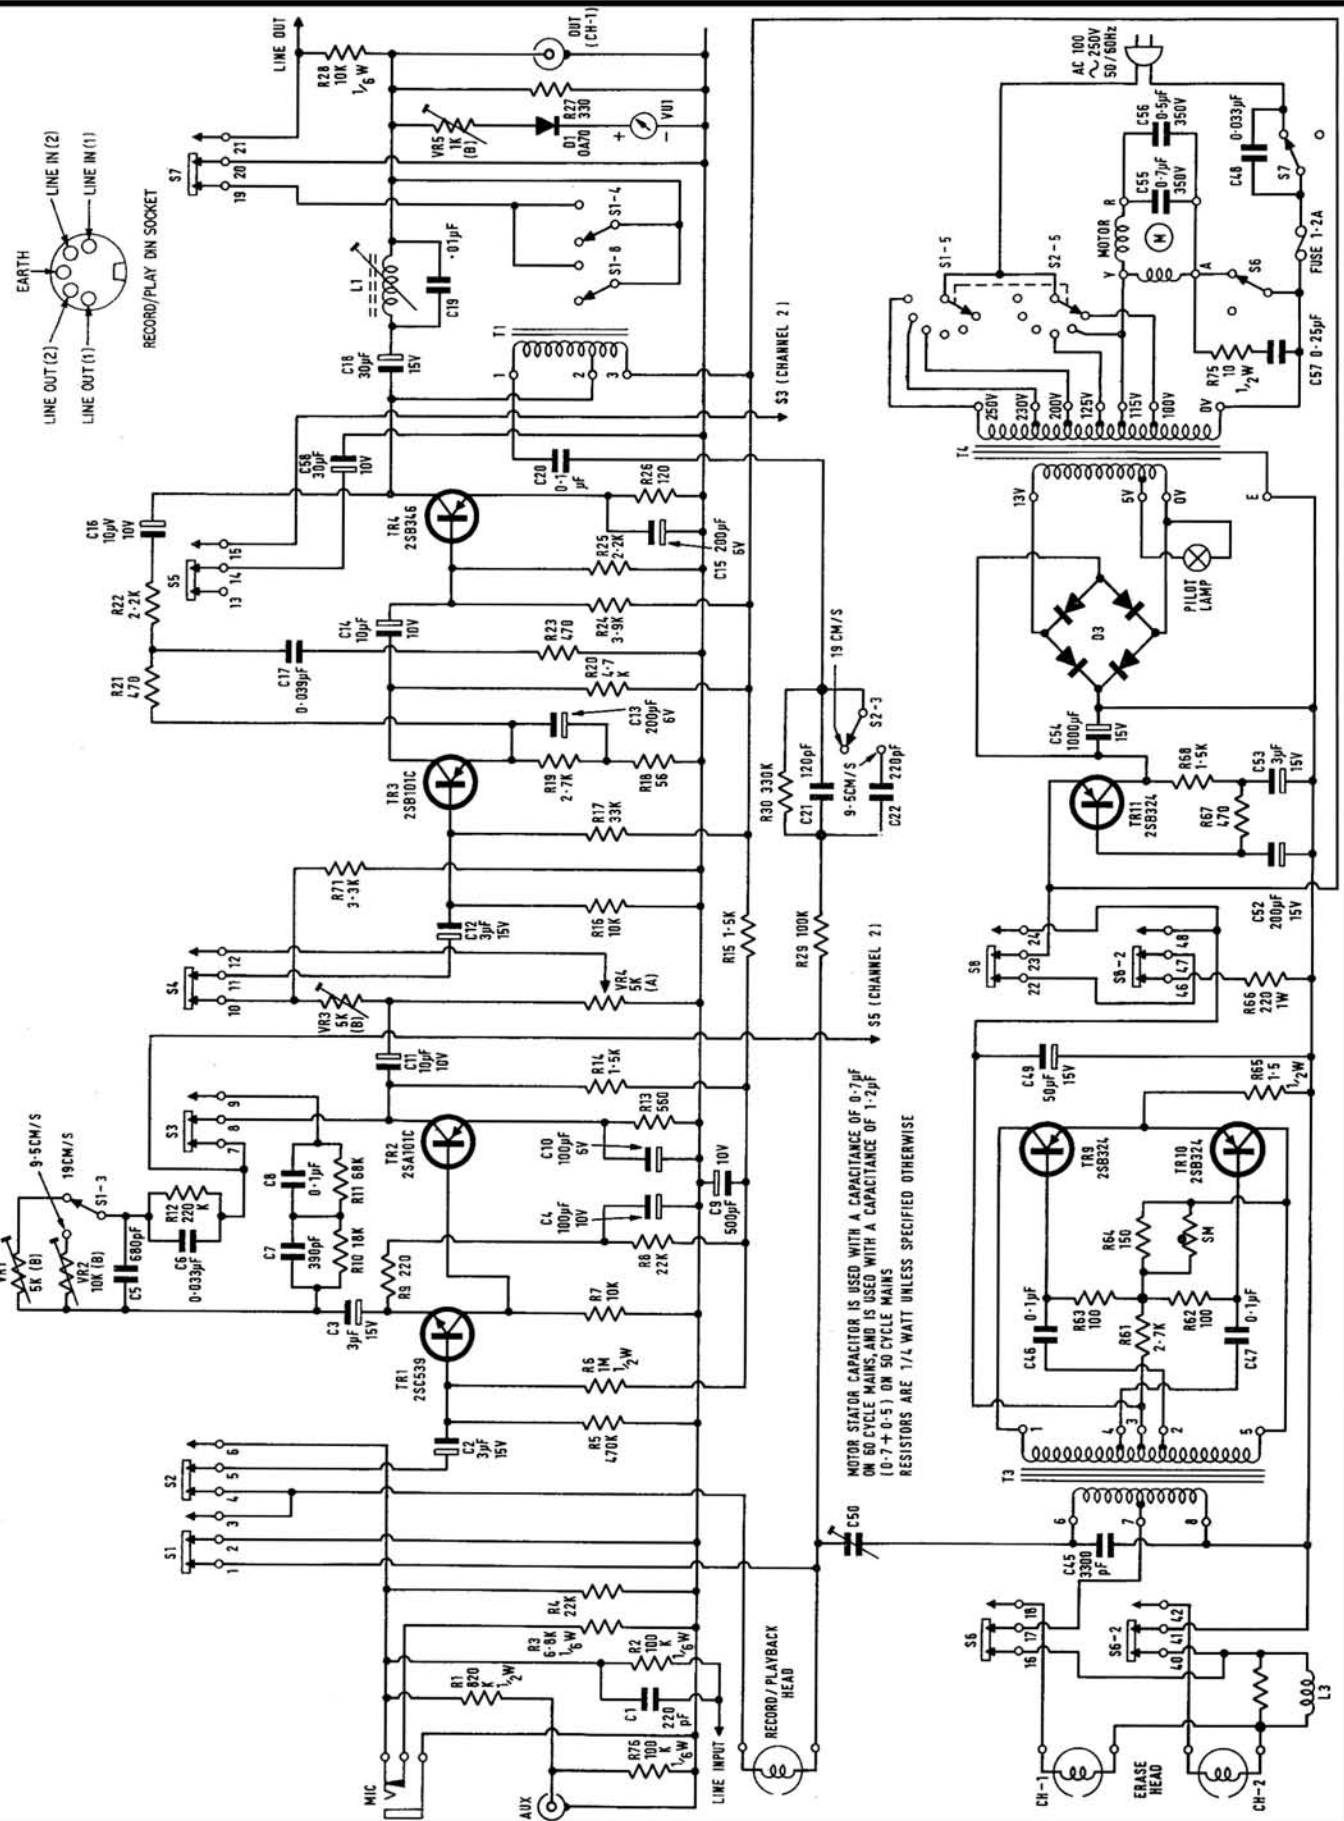 EARTH
LINE OUT (2)
LINE IN (2)
LINE OUT (1)
LINE IN (1)
RECORD/PLAY DIN SOCKET
MIC
AUX
R1
820
K
1/2W
R76
100
K
1/6W
C1
220
pF
R2
100
K
1/6W
R3
6·8K
1/6W
R4
22K
LINE INPUT
RECORD/PLAYBACK
HEAD
S1
1
2
3
S2
4
5
6
C2
3µF
15V
R5
470K
R6
1M
1/2W
TR1
2SC539
R7
10K
C3
3µF
15V
R9 220
R8
22K
C4
100µF
10V
5K (B)
VR2
10K (B)
9·5CM/S
19CM/S
S1-3
C5
680pF
C6
0·033µF
R12
220
K
C7
390pF
R10 18K
C8
0·1µF
R11 68K
S3
7
8
9
TR2
2SA101C
C10
100µF
6V
R13
560
C9
500µF
10V
R14
1·5K
C11
10µF
10V
S5 (CHANNEL 2)
VR3
5K
(B)
VR4
5K
(A)
S4
10
11
12
C12
3µF
15V
R71
3·3K
R16
10K
R17
33K
R15 1·5K
R29 100K
TR3
2SB101C
R18
56
R19
2·7K
C13
200µF
6V
R20
4·7
K
R21
470
R22
2·2K
C16
10µV
10V
C17
0·039µF
R23
470
C14
10µF
10V
R24
3·9K
R25
2·2K
S5
13
14
15
TR4
2SB346
C15
200µF
6V
R26
120
C58
30µF
10V
C20
0·1
µF
S3 (CHANNEL 2)
T1
1
2
3
C18
30µF
15V
L1
C19
·01µF
S1-8
S1-4
S7
19
20
21
LINE OUT
R28
10K
1/6W
VR5
1K
(B)
D1
OA70
R27
330
+
-
VU1
OUT
(CH-1)
R30 330K
C21
120pF
9·5CM/S
19 CM/S
S2-3
C22
220pF
C50
MOTOR STATOR CAPACITOR IS USED WITH A CAPACITANCE OF 0·7µF
ON 60 CYCLE MAINS, AND IS USED WITH A CAPACITANCE OF 1·2µF
(0·7+0·5) ON 50 CYCLE MAINS
RESISTORS ARE 1/4 WATT UNLESS SPECIFIED OTHERWISE
CH-1
ERASE
HEAD
CH-2
L3
S6
16
17
18
S6-2
40
41
42
C45
3300
pF
6
7
8
T3
1
4
3
2
5
C46
0·1µF
R63
100
R61
2·7K
R62
100
C47
0·1µF
R64
150
SM
TR9
2SB324
TR10
2SB324
R65
1·5
1/2W
C49
50µF
15V
S8
22
23
24
S8-2
46
47
48
R66
220
1W
C52
200µF
15V
TR11
2SB324
R67
470
R68
1·5K
C53
3µF
15V
C54
1000µF
15V
D3
PILOT
LAMP
13V
5V
0V
E
T4
250V
230V
200V
125V
115V
100V
0V
S1-5
S2-5
R75
10
1/2W
C57 0·25µF
S6
MOTOR
M
Y
R
A
C55
0·7µF
350V
C56
0·5µF
350V
C48
0·033µF
S7
FUSE 1·2A
AC 100
~ 250V
50/60Hz